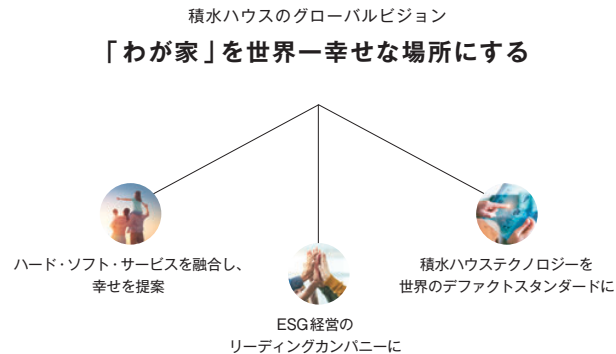 積水ハウスのグローバルビジョン
「わが家」を世界一幸せな場所にする
ハード・ソフト・サービスを融合し、
幸せを提案
ESG経営の
リーディングカンパニーに
積水ハウステクノロジーを
世界のデファクトスタンダードに